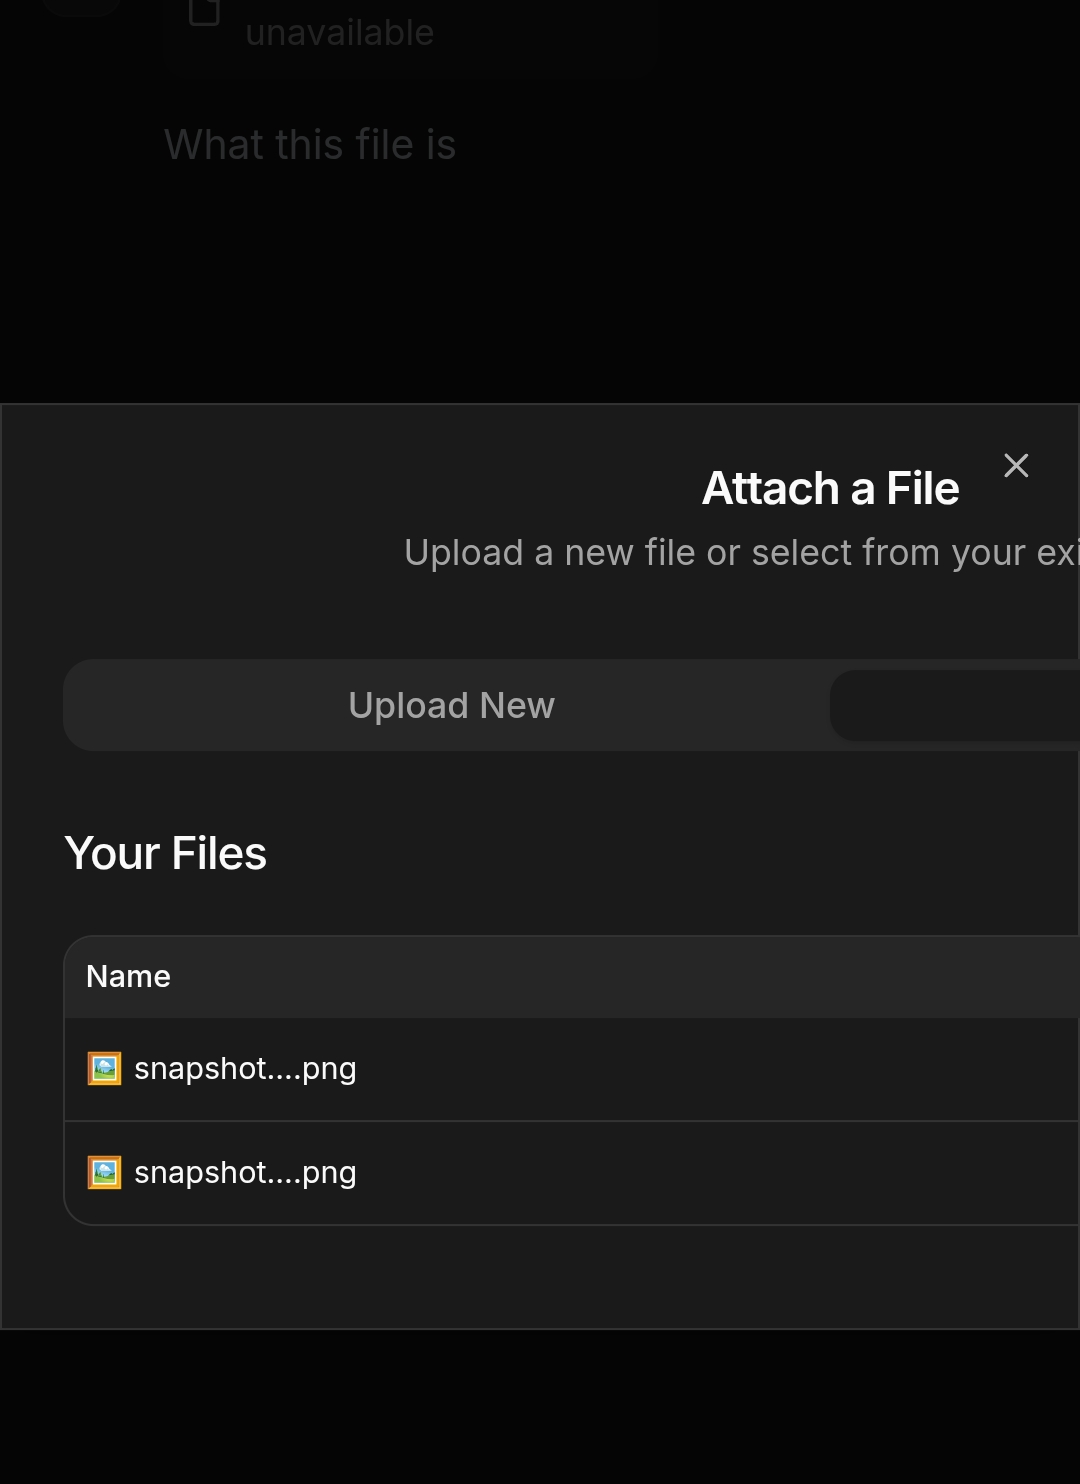 unavailable
What this file is
Attach a File
Upload a new file or select from your exi
Upload New
Your Files
Name
snapshot....png
snapshot....png